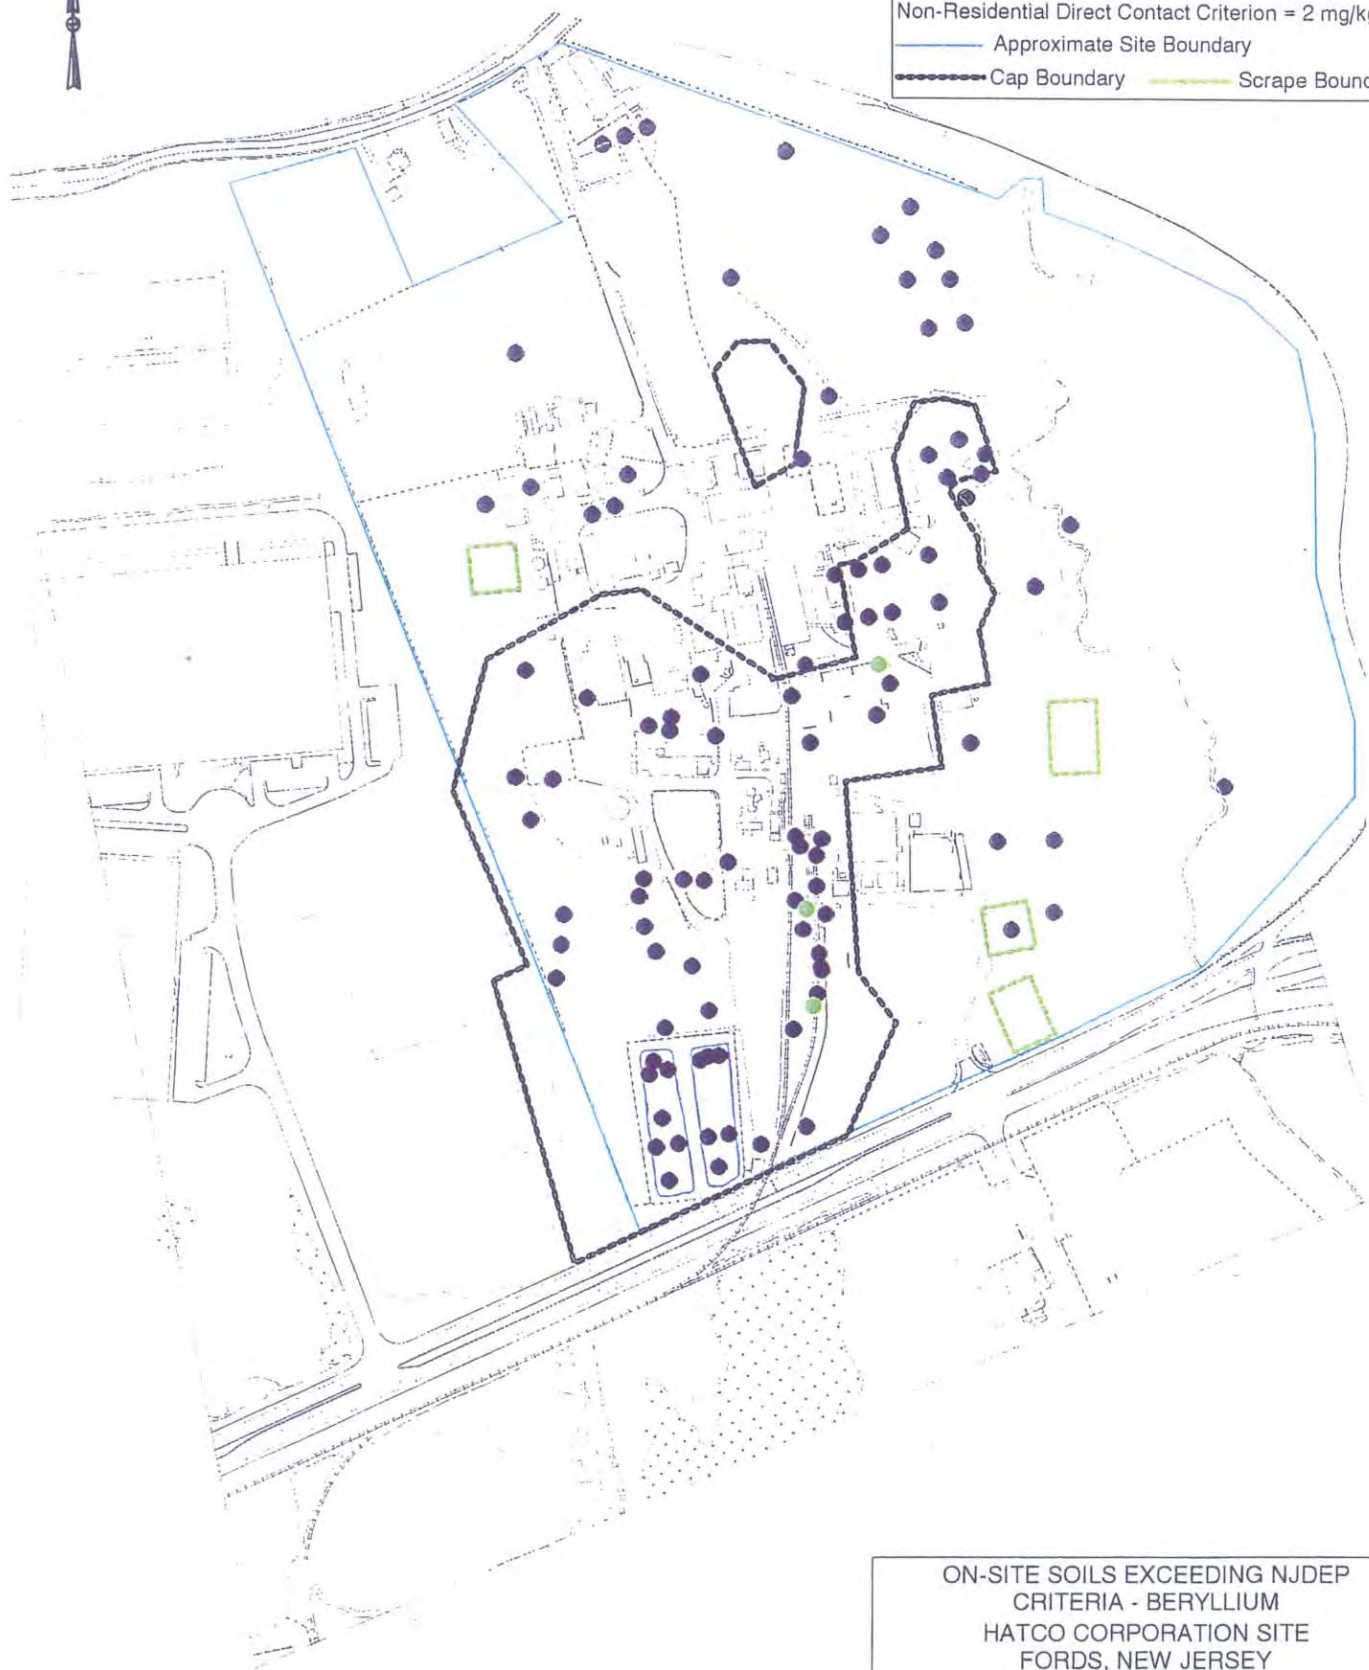 Non-Residential Direct Contact Criterion = 2 mg/kg
Approximate Site Boundary
Cap Boundary
Scrape Bound
ON-SITE SOILS EXCEEDING NJDEP
CRITERIA - BERYLLIUM
HATCO CORPORATION SITE
FORDS, NEW JERSEY